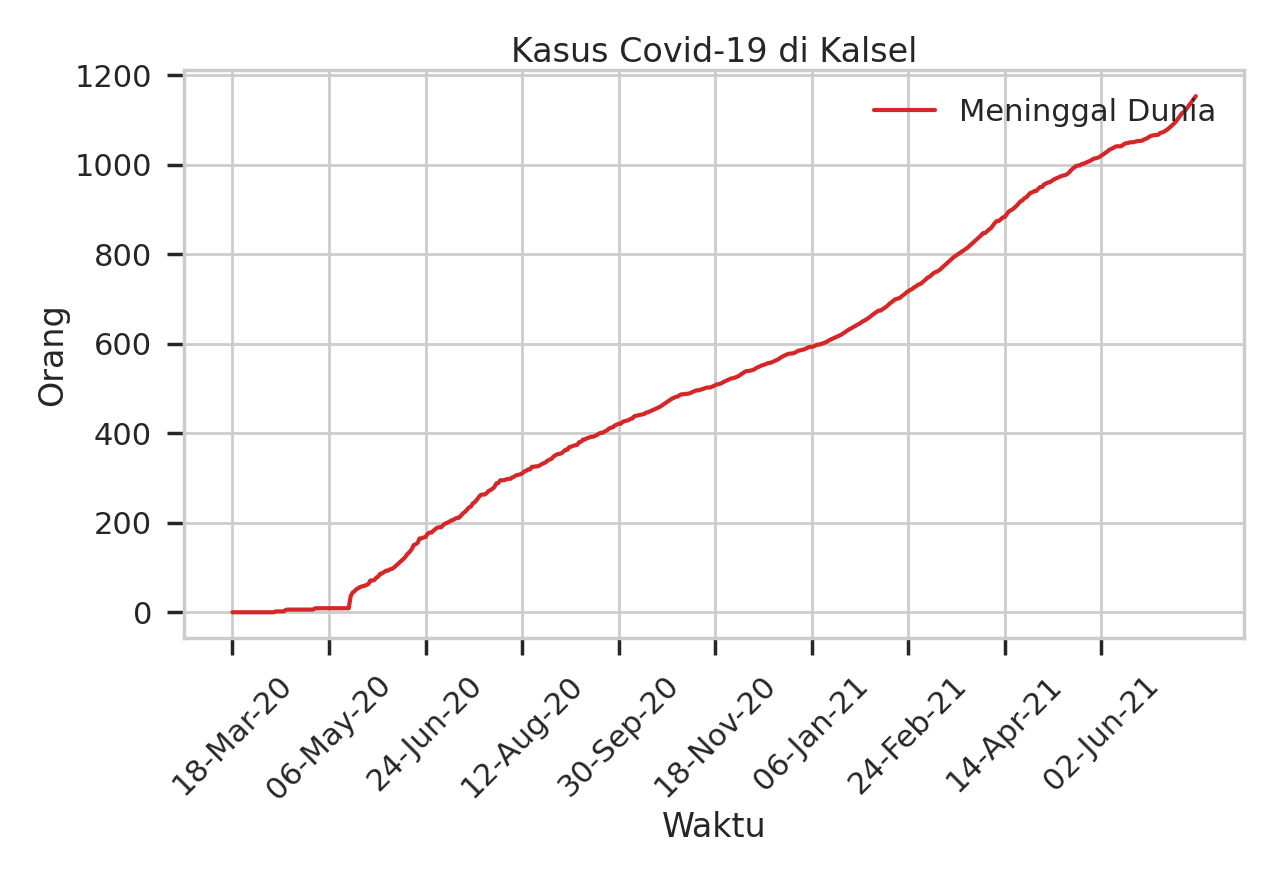 Kasus Covid-19 di Kalsel
Meninggal Dunia
Orang
1200
1000
800
600
400
200
0
18-Mar-20
06-May-20
24-Jun-20
12-Aug-20
30-Sep-20
18-Nov-20
06-Jan-21
24-Feb-21
14-Apr-21
02-Jun-21
Waktu